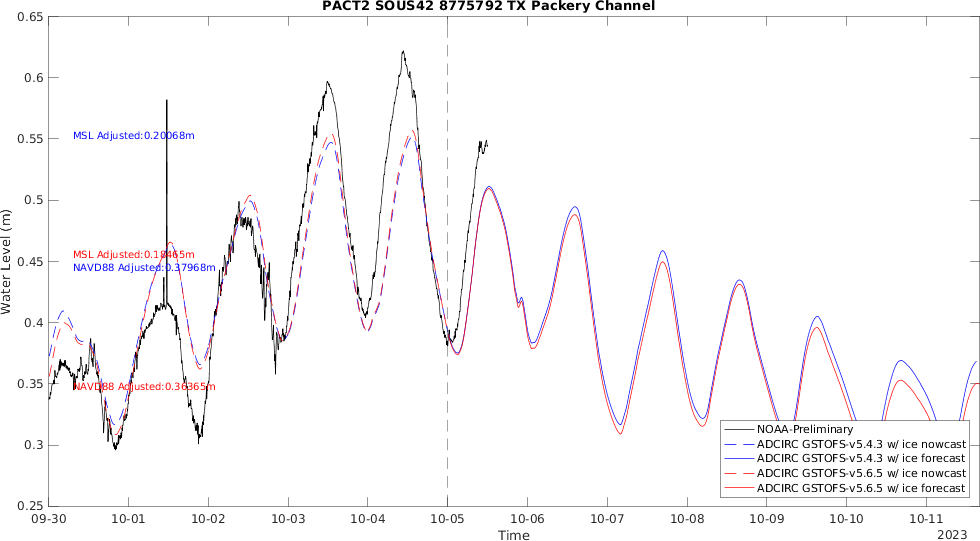 PACT2 SOUS42 8775792 TX Packery Channel
0.65
0.6
0.55
0.5
0.45
0.4
0.35
0.3
0.25
Water Level (m)
MSL Adjusted:0.20068m
MSL Adjusted:0.18465m
NAVD88 Adjusted:0.37968m
NAVD88 Adjusted:0.36365m
NOAA-Preliminary
ADCIRC GSTOFS-v5.4.3 w/ ice nowcast
ADCIRC GSTOFS-v5.4.3 w/ ice forecast
ADCIRC GSTOFS-v5.6.5 w/ ice nowcast
ADCIRC GSTOFS-v5.6.5 w/ ice forecast
09-30 10-01 10-02 10-03 10-04 10-05 10-06 10-07 10-08 10-09 10-10 10-11
Time
2023